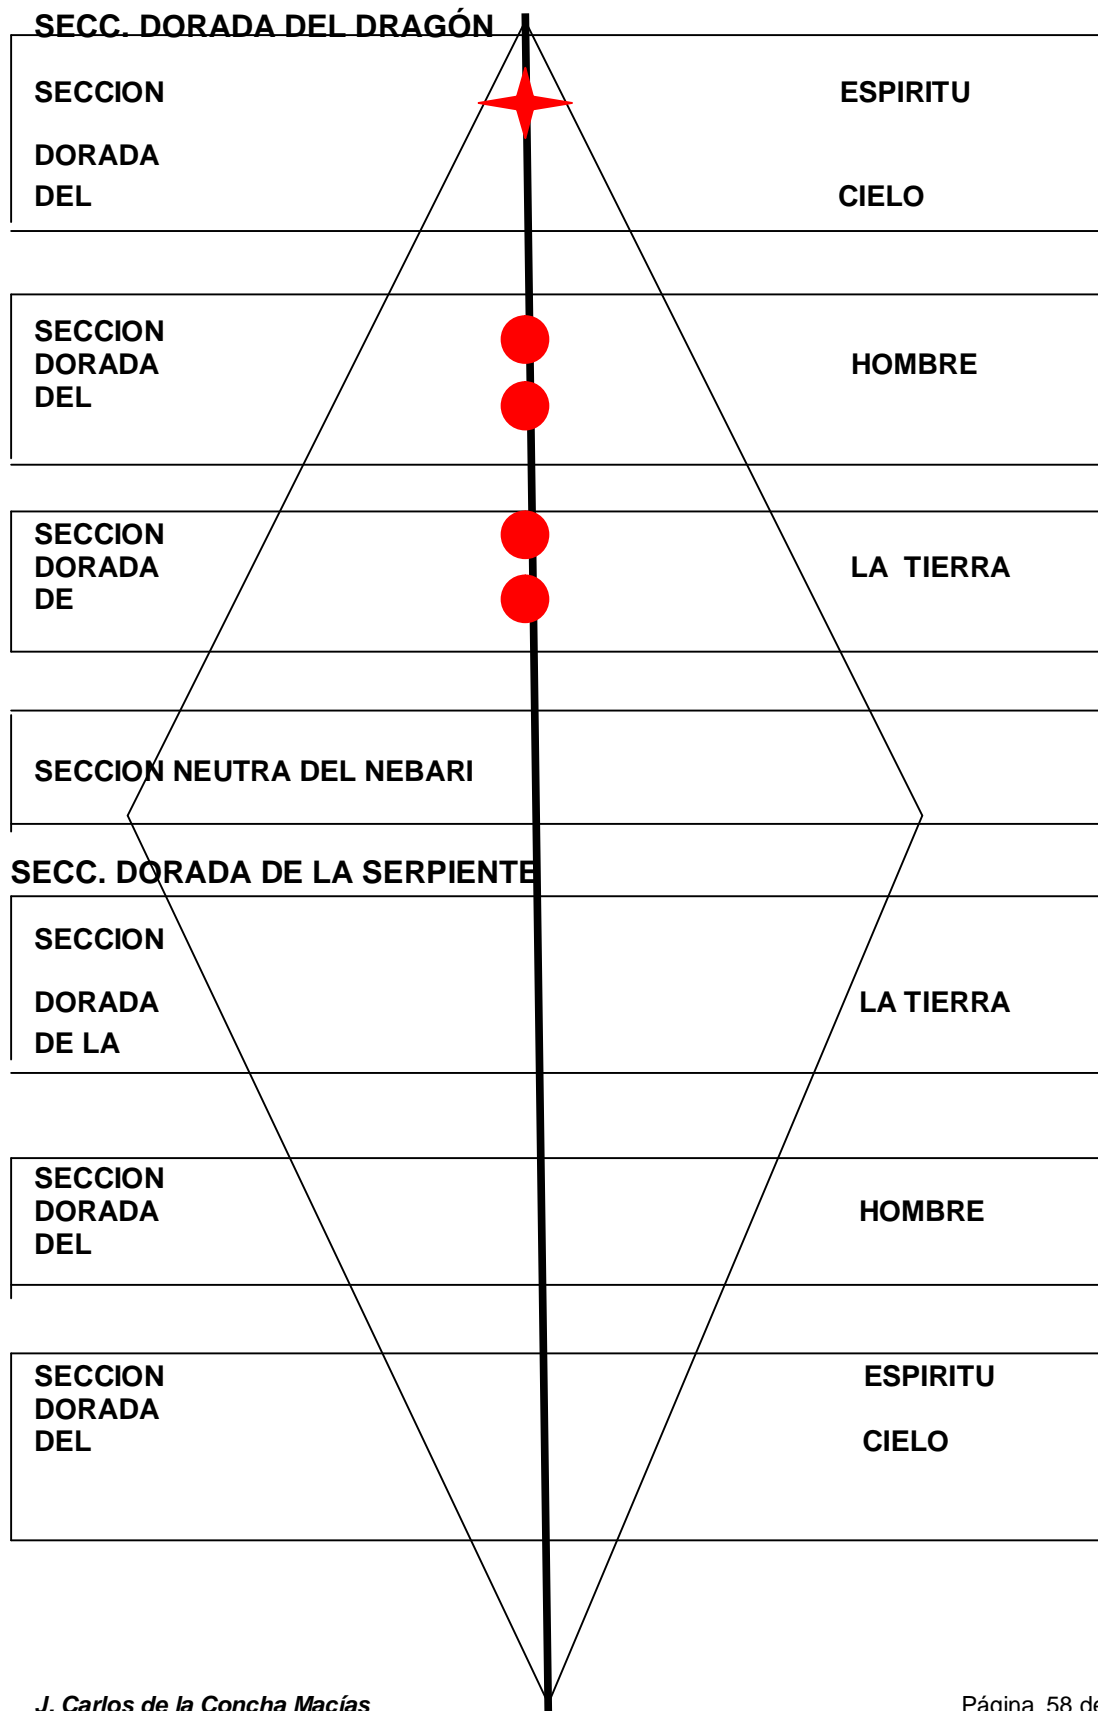 SECC. DORADA DEL DRAGÓN
SECCION ESPIRITU
DORADA
DEL CIELO
SECCION
DORADA HOMBRE
DEL
SECCION
DORADA LA TIERRA
DE
SECCION NEUTRA DEL NEBARI
SECC. DORADA DE LA SERPIENTE
SECCION
DORADA LA TIERRA
DE LA
SECCION
DORADA HOMBRE
DEL
SECCION ESPIRITU
DORADA
DEL CIELO
J. Carlos de la Concha Macías Página 58 de